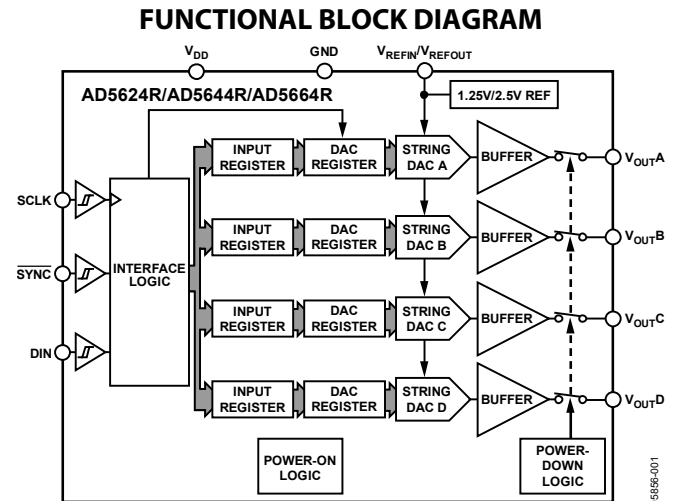 FUNCTIONAL BLOCK DIAGRAM
VDD
GND
VREFIN/VREFOUT
AD5624R/AD5644R/AD5664R
1.25V/2.5V REF
SCLK
SYNC
DIN
INTERFACE
LOGIC
INPUT
REGISTER
DAC
REGISTER
STRING
DAC A
BUFFER
VOUTA
INPUT
REGISTER
DAC
REGISTER
STRING
DAC B
BUFFER
VOUTB
INPUT
REGISTER
DAC
REGISTER
STRING
DAC C
BUFFER
VOUTC
INPUT
REGISTER
DAC
REGISTER
STRING
DAC D
BUFFER
VOUTD
POWER-ON
LOGIC
POWER-
DOWN
LOGIC
5856-001